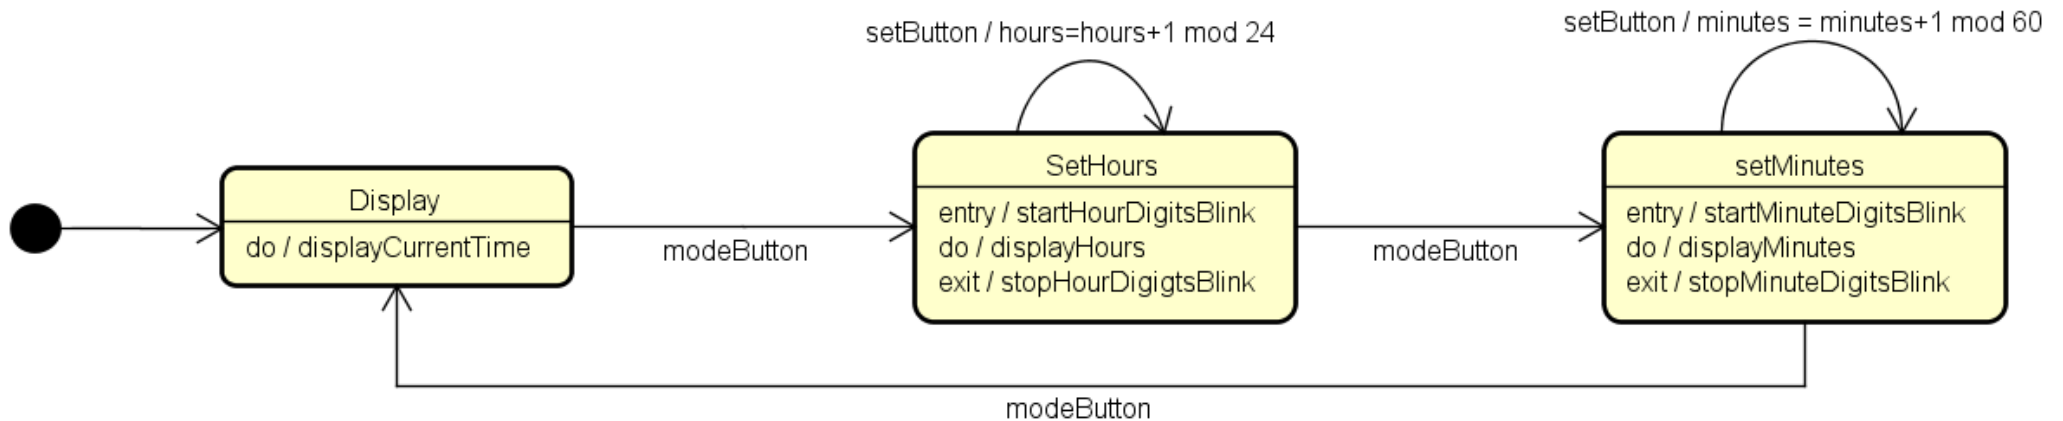 setButton / hours=hours+1 mod 24
setButton / minutes = minutes+1 mod 60
Display
do / displayCurrentTime
modeButton
SetHours
entry / startHourDigitsBlink
do / displayHours
exit / stopHourDigigtsBlink
modeButton
setMinutes
entry / startMinuteDigitsBlink
do / displayMinutes
exit / stopMinuteDigitsBlink
modeButton